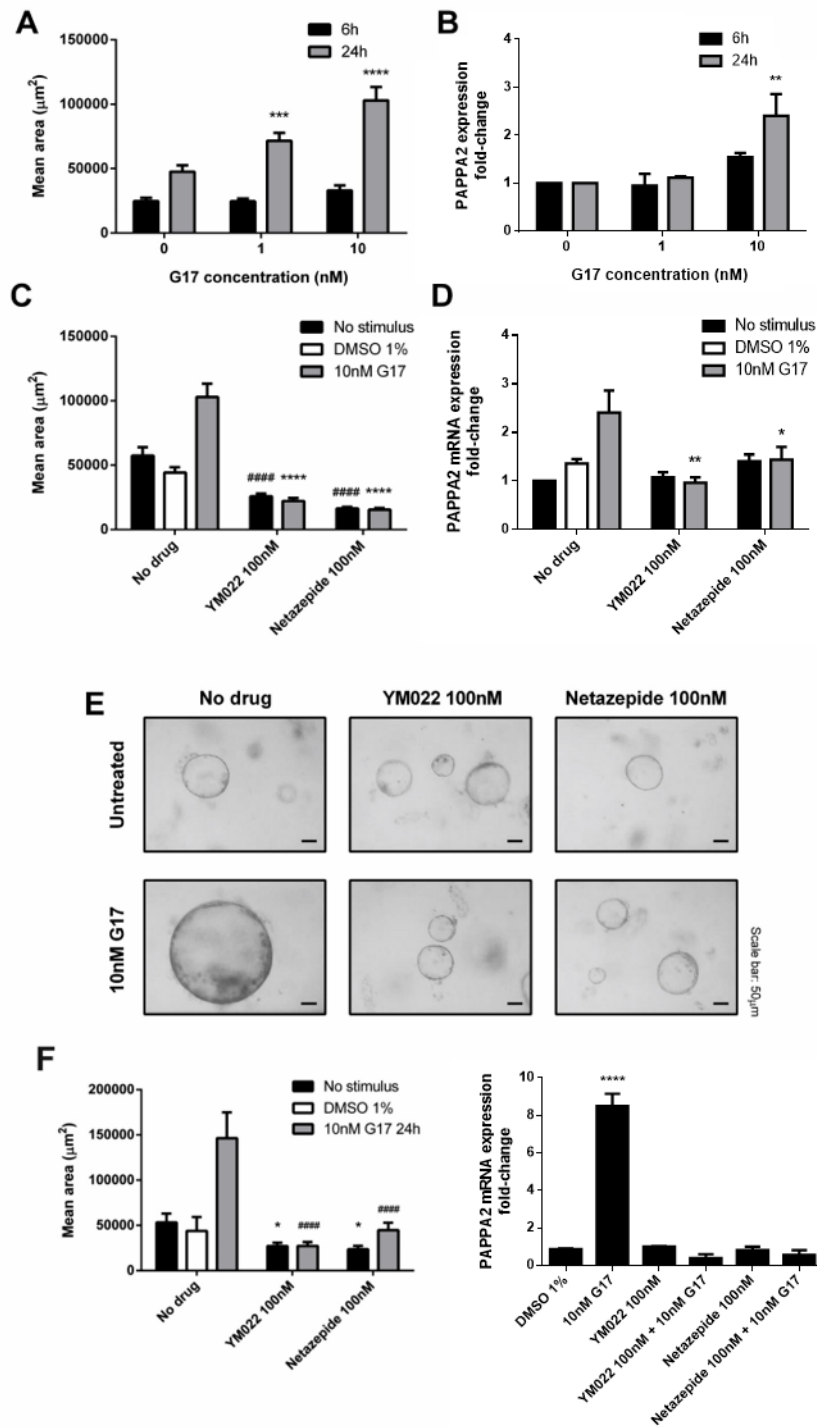 A
150000
100000
50000
0
Mean area (μm²)
6h
24h
***
****
0
1
10
G17 concentration (nM)
B
4
3
2
1
0
PAPPA2 expression
fold-change
6h
24h
**
0
1
10
G17 concentration (nM)
C
150000
100000
50000
0
Mean area (μm²)
No stimulus
DMSO 1%
10nM G17
####
****
####
****
No drug
YM022 100nM
Netazepide 100nM
D
4
3
2
1
0
PAPPA2 mRNA expression
fold-change
No stimulus
DMSO 1%
10nM G17
**
*
No drug
YM022 100nM
Netazepide 100nM
E
No drug
YM022 100nM
Netazepide 100nM
Untreated
10nM G17
Scale bar: 50μm
F
200000
150000
100000
50000
0
Mean area (μm²)
No stimulus
DMSO 1%
10nM G17 24h
*
####
*
####
No drug
YM022 100nM
Netazepide 100nM
10
8
6
4
2
0
PAPPA2 mRNA expression
fold-change
****
DMSO 1%
10nM G17
YM022 100nM
YM022 100nM + 10nM G17
Netazepide 100nM
Netazepide 100nM + 10nM G17